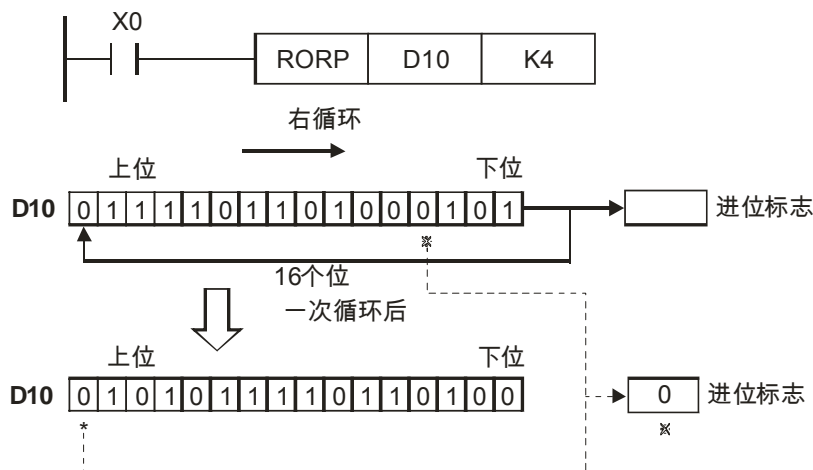 X0
RORP D10 K4
右循环
上位 下位
D10 0 1 1 1 1 0 1 1 0 1 0 0 0 1 0 1 进位标志
※
16个位
一次循环后
上位 下位
D10 0 1 0 1 0 1 1 1 1 0 1 1 0 1 0 0 0 进位标志
* ※